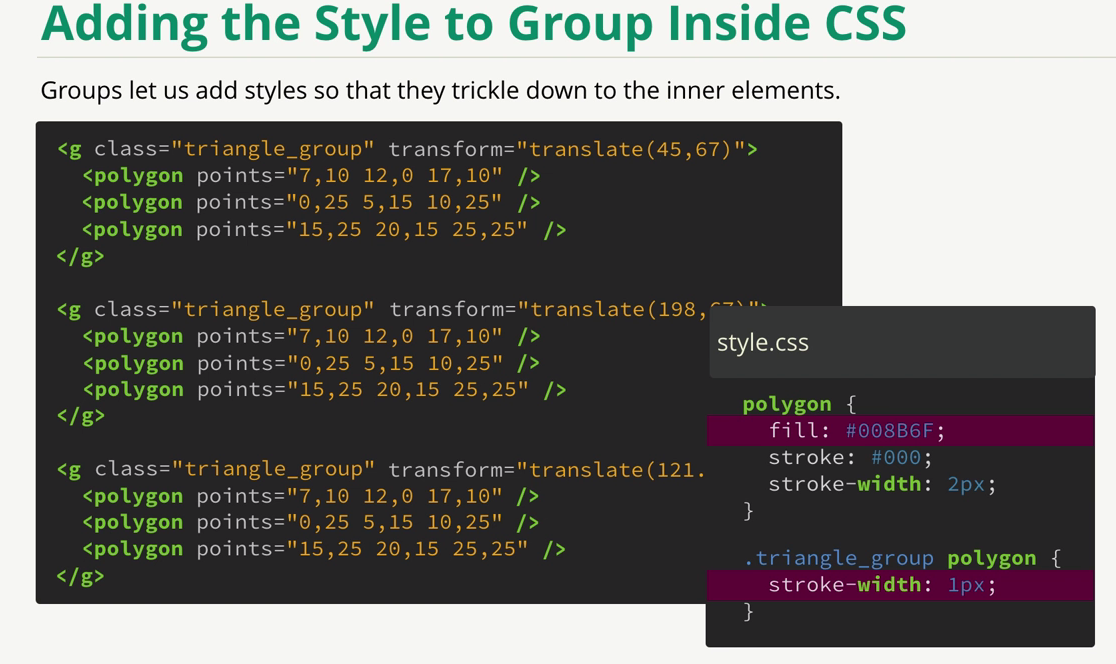 Adding the Style to Group Inside CSS
Groups let us add styles so that they trickle down to the inner elements.
<g class="triangle_group" transform="translate(45,67)">
<polygon points="7,10 12,0 17,10" />
<polygon points="0,25 5,15 10,25" />
<polygon points="15,25 20,15 25,25" />
</g>
<g class="triangle_group" transform="translate(198,67)">
<polygon points="7,10 12,0 17,10" />
<polygon points="0,25 5,15 10,25" />
<polygon points="15,25 20,15 25,25" />
</g>
<g class="triangle_group" transform="translate(121.
<polygon points="7,10 12,0 17,10" />
<polygon points="0,25 5,15 10,25" />
<polygon points="15,25 20,15 25,25" />
</g>
style.css
polygon {
fill: #008B6F;
stroke: #000;
stroke-width: 2px;
}
.triangle_group polygon {
stroke-width: 1px;
}